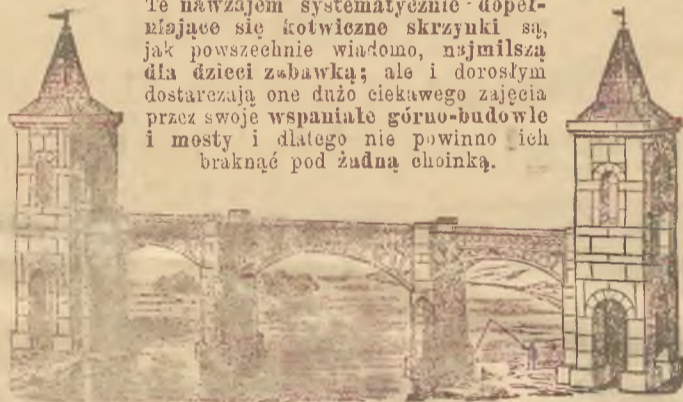 Te nawzajem systematycznie dopeł-
niające się kotwiczne skrzynki są,
jak powszechnie wiadomo, najmilszą
dla dzieci zabawką; ale i dorosłym
dostarczają one dużo ciekawego zajęcia
przez swoje wspaniałe górno-budowle
i mosty i dlatego nie powinno ich
braknąć pod żadną choinką.